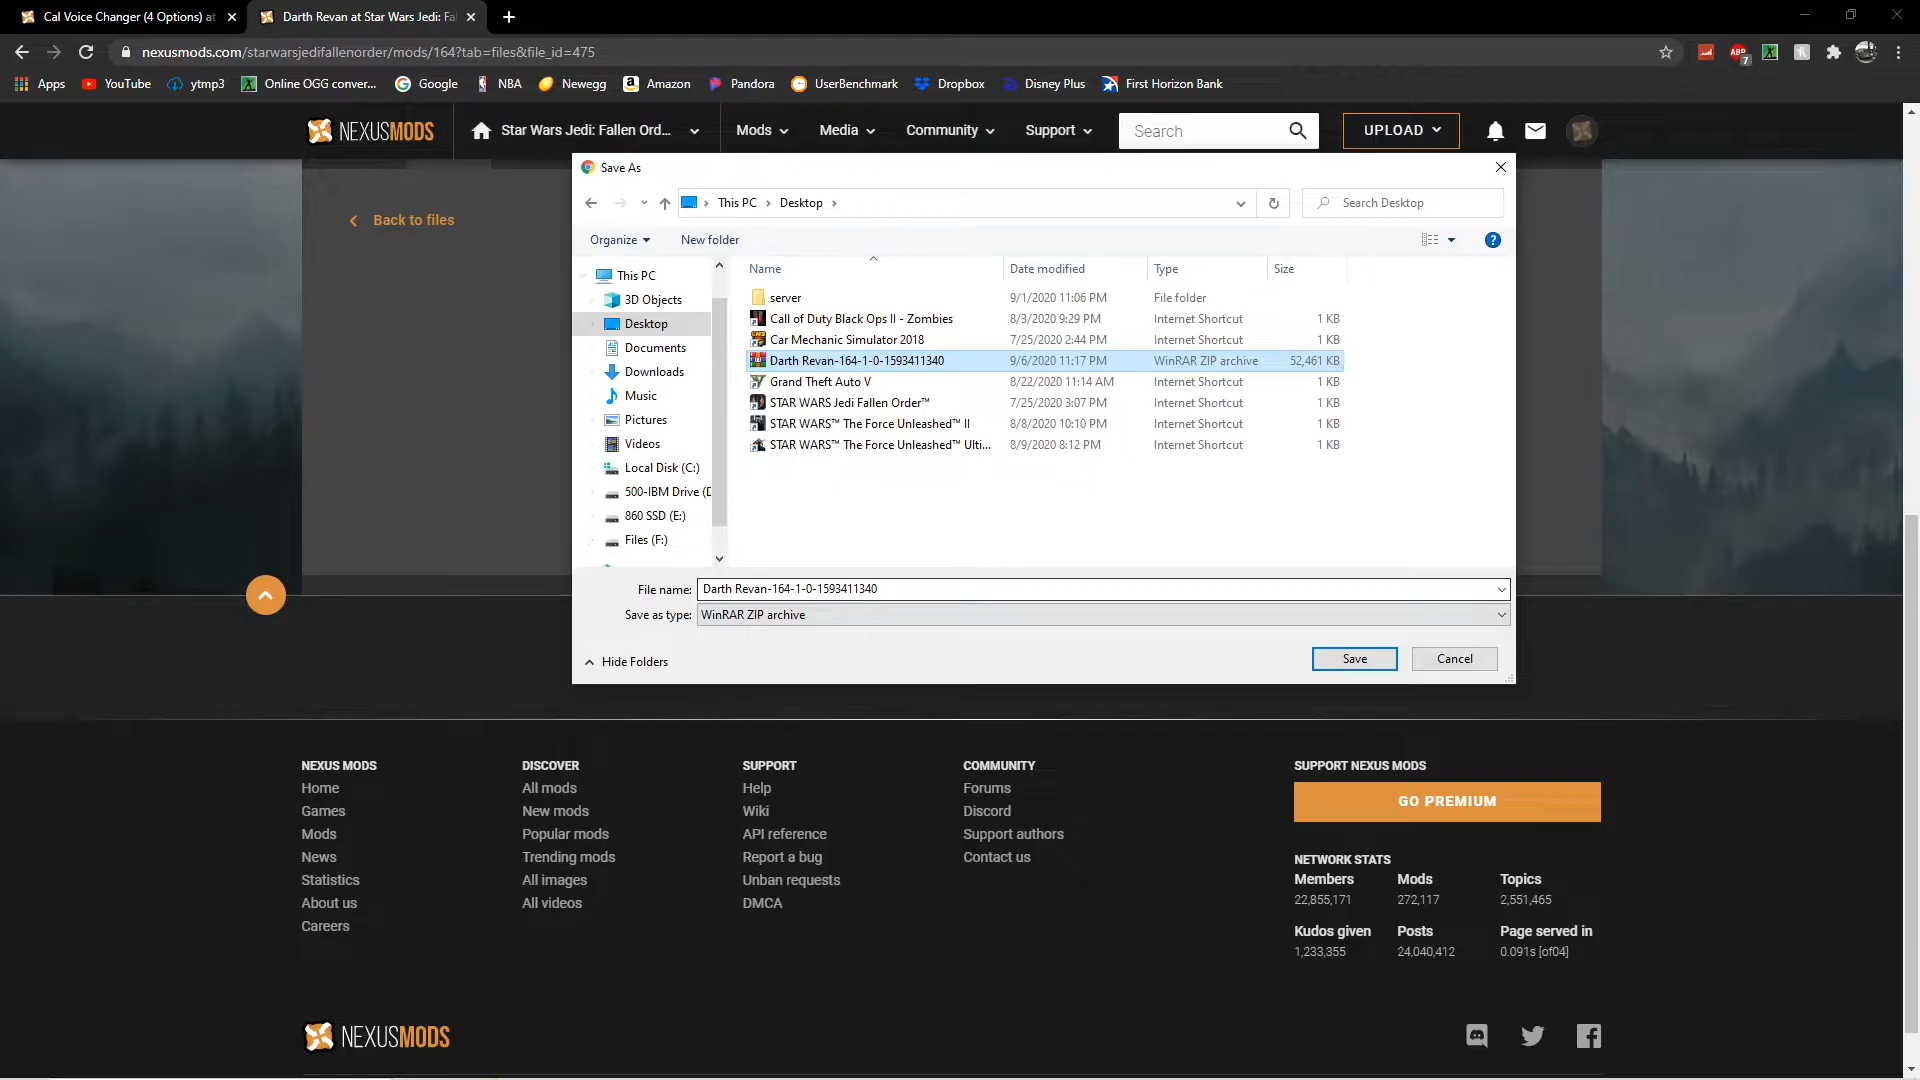 Cal Voice Changer (4 Options) at
Darth Revan at Star Wars Jedi: Fal
nexusmods.com/starwarsjedifallenorder/mods/164?tab=files&file_id=475
ABP
7
Apps
YouTube
ytmp3
Online OGG conver...
Google
NBA
Newegg
Amazon
Pandora
UserBenchmark
Dropbox
Disney Plus
First Horizon Bank
NEXUSMODS
Star Wars Jedi: Fallen Ord...
Mods
Media
Community
Support
Search
UPLOAD
Back to files
Save As
This PC
Desktop
Search Desktop
Organize
New folder
?
This PC
3D Objects
Desktop
Documents
Downloads
Music
Pictures
Videos
Local Disk (C:)
500-IBM Drive (D
860 SSD (E:)
Files (F:)
Name Date modified Type Size
server 9/1/2020 11:06 PM File folder
Call of Duty Black Ops II - Zombies 8/3/2020 9:29 PM Internet Shortcut 1 KB
Car Mechanic Simulator 2018 7/25/2020 2:44 PM Internet Shortcut 1 KB
Darth Revan-164-1-0-1593411340 9/6/2020 11:17 PM WinRAR ZIP archive 52,461 KB
Grand Theft Auto V 8/22/2020 11:14 AM Internet Shortcut 1 KB
STAR WARS Jedi Fallen Order™ 7/25/2020 3:07 PM Internet Shortcut 1 KB
STAR WARS™ The Force Unleashed™ II 8/8/2020 10:10 PM Internet Shortcut 1 KB
STAR WARS™ The Force Unleashed™ Ulti... 8/9/2020 8:12 PM Internet Shortcut 1 KB
File name: Darth Revan-164-1-0-1593411340
Save as type: WinRAR ZIP archive
Hide Folders
Save
Cancel
NEXUS MODS
Home
Games
Mods
News
Statistics
About us
Careers
DISCOVER
All mods
New mods
Popular mods
Trending mods
All images
All videos
SUPPORT
Help
Wiki
API reference
Report a bug
Unban requests
DMCA
COMMUNITY
Forums
Discord
Support authors
Contact us
SUPPORT NEXUS MODS
GO PREMIUM
NETWORK STATS
Members Mods Topics
22,855,171 272,117 2,551,465
Kudos given Posts Page served in
1,233,355 24,040,412 0.091s [of04]
NEXUSMODS